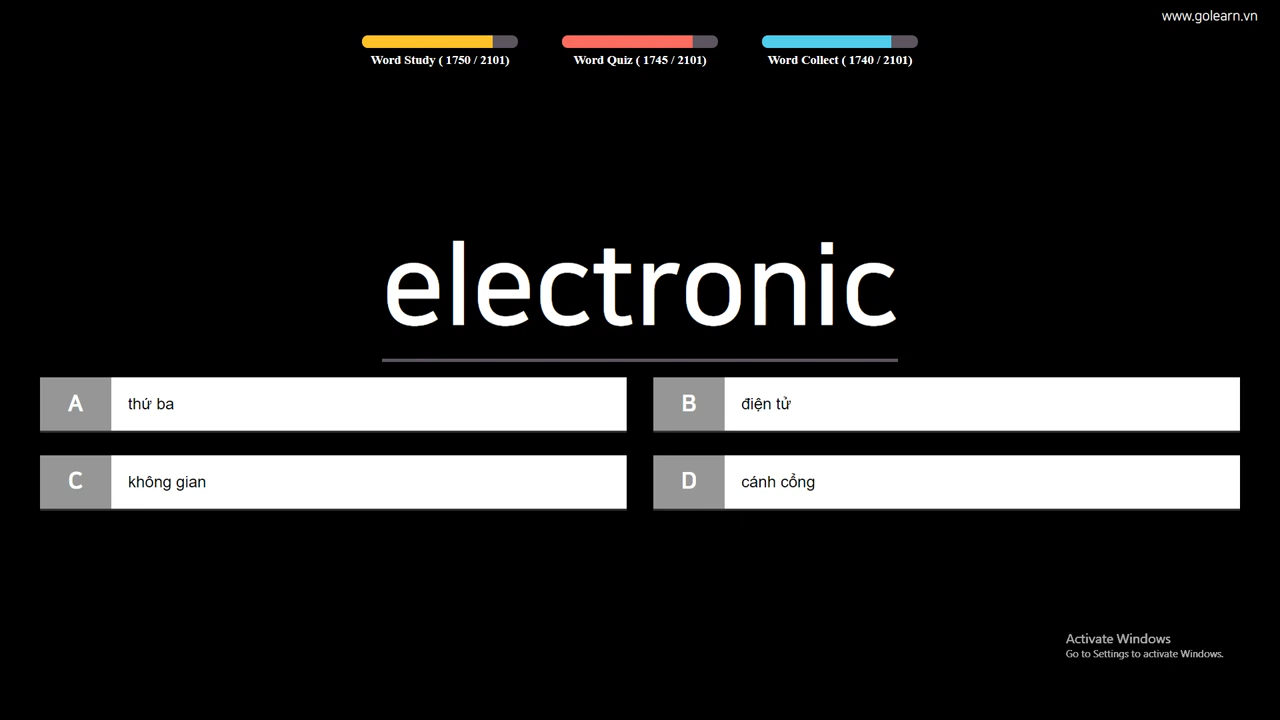 www.golearn.vn
Word Study ( 1750 / 2101)
Word Quiz ( 1745 / 2101)
Word Collect ( 1740 / 2101)
electronic
A thứ ba
B điện tử
C không gian
D cánh cổng
Activate Windows
Go to Settings to activate Windows.